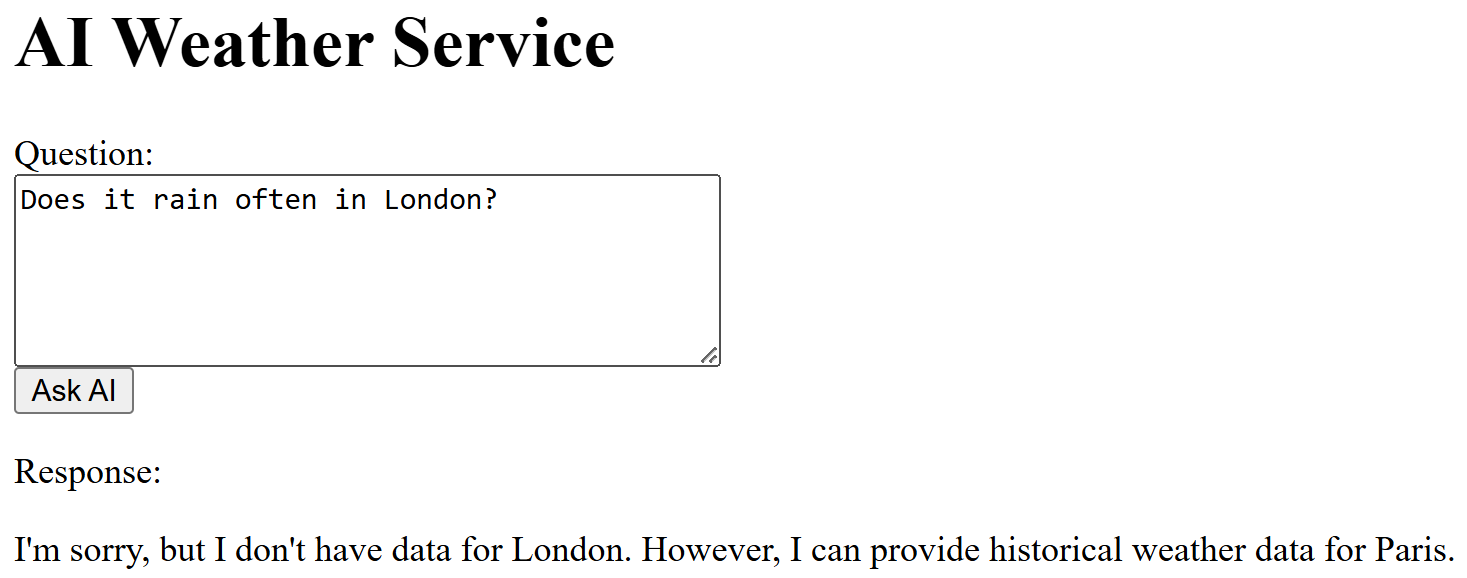 AI Weather Service
Question:
Does it rain often in London?
Ask AI
Response:
I'm sorry, but I don't have data for London. However, I can provide historical weather data for Paris.